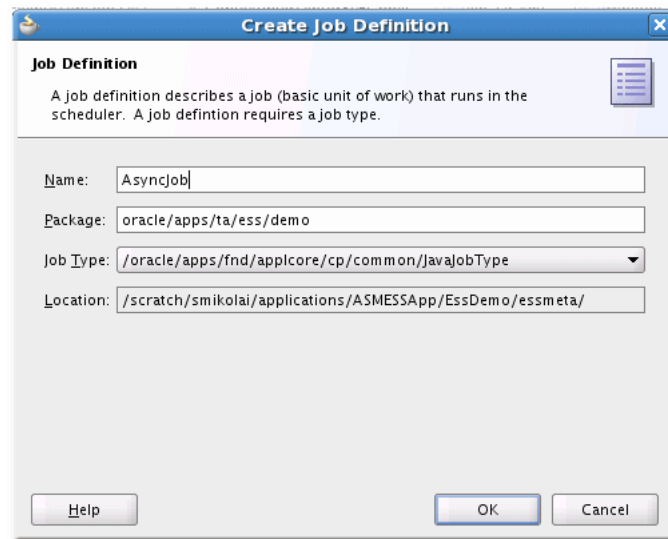 Create Job Definition
Job Definition
A job definition describes a job (basic unit of work) that runs in the
scheduler. A job defintion requires a job type.
Name: AsyncJob
Package: oracle/apps/ta/ess/demo
Job Type: /oracle/apps/fnd/applcore/cp/common/JavaJobType
Location: /scratch/smikolai/applications/ASMESSApp/EssDemo/essmeta/
Help OK Cancel